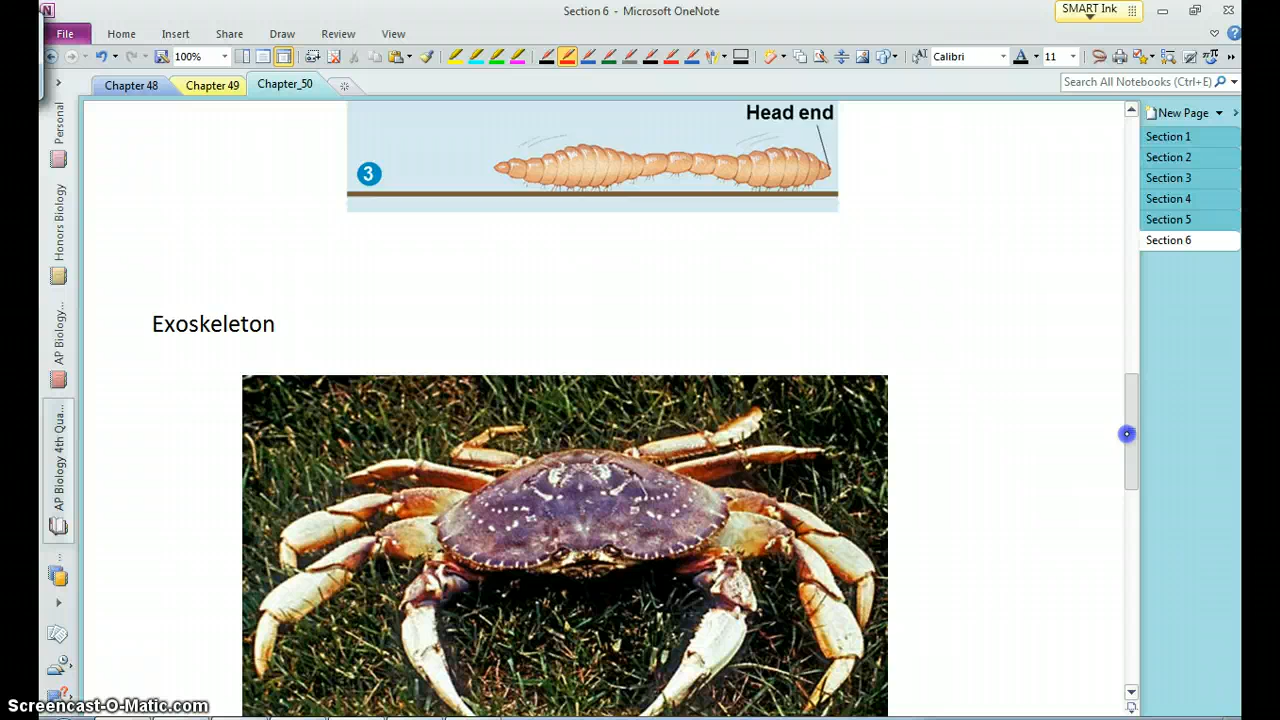 Section 6 - Microsoft OneNote
SMART Ink
File Home Insert Share Draw Review View
100% Calibri 11
Chapter 48 Chapter 49 Chapter_50
Search All Notebooks (Ctrl+E)
New Page
Section 1
Section 2
Section 3
Section 4
Section 5
Section 6
Personal
Honors Biology
AP Biology...
AP Biology 4th Qua...
Head end
3
Exoskeleton
Screencast-O-Matic.com